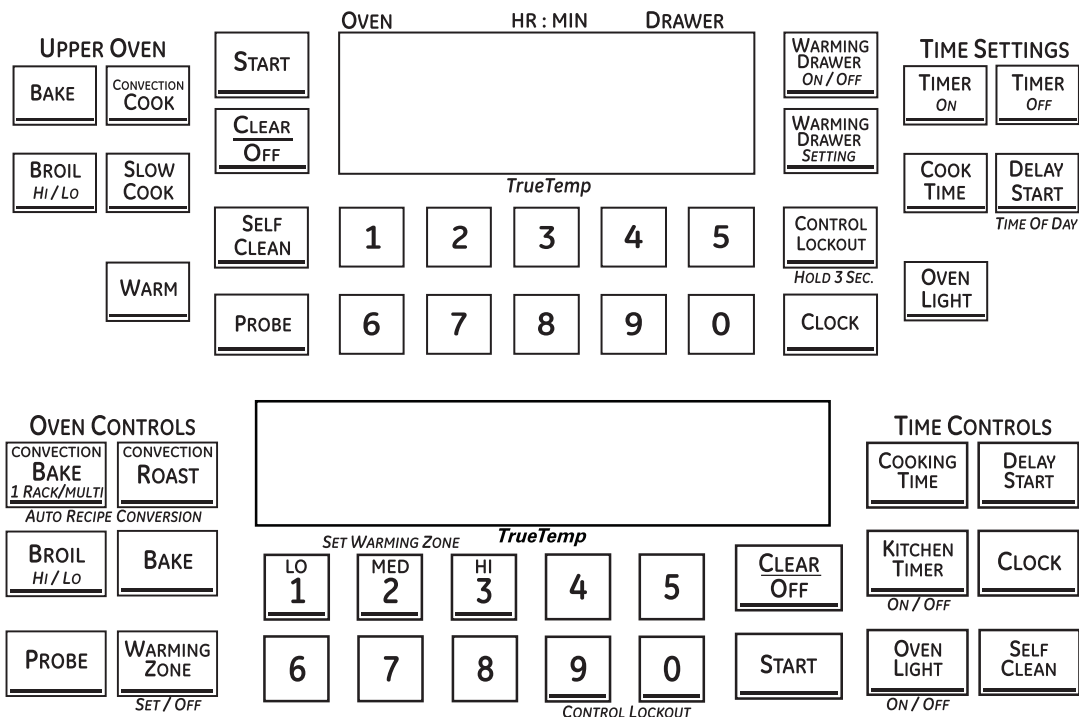 OVEN HR : MIN DRAWER
UPPER OVEN
BAKE
CONVECTION
COOK
BROIL
HI / LO
SLOW
COOK
WARM
START
CLEAR
OFF
SELF
CLEAN
PROBE
TrueTemp
1 2 3 4 5
6 7 8 9 0
WARMING
DRAWER
ON / OFF
WARMING
DRAWER
SETTING
CONTROL
LOCKOUT
HOLD 3 SEC.
CLOCK
TIME SETTINGS
TIMER
ON
TIMER
OFF
COOK
TIME
DELAY
START
TIME OF DAY
OVEN
LIGHT
OVEN CONTROLS
CONVECTION
BAKE
1 RACK/MULTI
CONVECTION
ROAST
AUTO RECIPE CONVERSION
BROIL
HI / LO
BAKE
PROBE
WARMING
ZONE
SET / OFF
SET WARMING ZONE
TrueTemp
LO MED HI
1 2 3 4 5
6 7 8 9 0
CONTROL LOCKOUT
CLEAR
OFF
START
TIME CONTROLS
COOKING
TIME
DELAY
START
KITCHEN
TIMER
ON / OFF
CLOCK
OVEN
LIGHT
ON / OFF
SELF
CLEAN